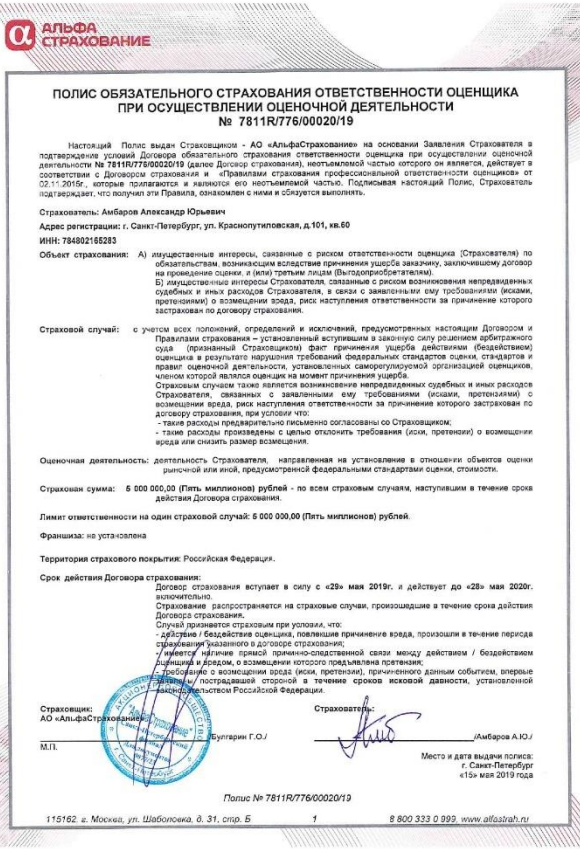 АЛЬФА
СТРАХОВАНИЕ
ПОЛИС ОБЯЗАТЕЛЬНОГО СТРАХОВАНИЯ ОТВЕТСТВЕННОСТИ ОЦЕНЩИКА
ПРИ ОСУЩЕСТВЛЕНИИ ОЦЕНОЧНОЙ ДЕЯТЕЛЬНОСТИ
№ 7811R/776/00020/19
Настоящий Полис выдан Страховщиком - АО «АльфаСтрахование» на основании Заявления Страхователя в
подтверждение условий Договора обязательного страхования ответственности оценщика при осуществлении оценочной
деятельности № 7811R/776/00020/19 (далее Договор страхования), неотъемлемой частью которого он является, действует в
соответствии с Договором страхования и «Правилами страхования профессиональной ответственности оценщиков» от
02.11.2015г., которые прилагаются и являются его неотъемлемой частью. Подписывая настоящий Полис, Страхователь
подтверждает, что получил эти Правила, ознакомлен с ними и обязуется выполнять.
Страхователь: Амбаров Александр Юрьевич
Адрес регистрации: г. Санкт-Петербург, ул. Краснопутиловская, д.101, кв.60
ИНН: 784802165283
Объект страхования: А) имущественные интересы, связанные с риском ответственности оценщика (Страхователя) по
обязательствам, возникающим вследствие причинения ущерба заказчику, заключившему договор
на проведение оценки, и (или) третьим лицам (Выгодоприобретателям).
Б) имущественные интересы Страхователя, связанные с риском возникновения непредвиденных
судебных и иных расходов Страхователя, в связи с заявленными ему требованиями (исками,
претензиями) о возмещении вреда, риск наступления ответственности за причинение которого
застрахован по договору страхования.
Страховой случай: с учетом всех положений, определений и исключений, предусмотренных настоящим Договором и
Правилами страхования – установленный вступившим в законную силу решением арбитражного
суда (признанный Страховщиком) факт причинения ущерба действиями (бездействием)
оценщика в результате нарушения требований федеральных стандартов оценки, стандартов и
правил оценочной деятельности, установленных саморегулируемой организацией оценщиков,
членом которой являлся оценщик на момент причинения ущерба.
Страховым случаем также является возникновение непредвиденных судебных и иных расходов
Страхователя, связанных с заявленными ему требованиями (исками, претензиями) о
возмещении вреда, риск наступления ответственности за причинение которого застрахован по
договору страхования, при условии что:
- такие расходы предварительно письменно согласованы со Страховщиком;
- такие расходы произведены с целью отклонить требования (иски, претензии) о возмещении
вреда или снизить размер возмещения.
Оценочная деятельность: деятельность Страхователя, направленная на установление в отношении объектов оценки
рыночной или иной, предусмотренной федеральными стандартами оценки, стоимости.
Страховая сумма: 5 000 000,00 (Пять миллионов) рублей - по всем страховым случаям, наступившим в течение срока
действия Договора страхования.
Лимит ответственности на один страховой случай: 5 000 000,00 (Пять миллионов) рублей.
Франшиза: не установлена
Территория страхового покрытия: Российская Федерация.
Срок действия Договора страхования:
Договор страхования вступает в силу с «29» мая 2019г. и действует до «28» мая 2020г.
включительно.
Страхование распространяется на страховые случаи, произошедшие в течение срока действия
Договора страхования.
Случай признается страховым при условии, что:
- действие / бездействие оценщика, повлекшие причинение вреда, произошли в течение периода
страхования указанного в договоре страхования;
- имеется наличие прямой причинно-следственной связи между действием / бездействием
оценщика и вредом, о возмещении которого предъявлена претензия;
- требование о возмещении вреда (иски, претензии), причиненного данным событием, впервые
заявлены пострадавшей стороной в течение сроков исковой давности, установленной
законодательством Российской Федерации.
Страховщик: Страхователь:
АО «АльфаСтрахование»
/Булгарин Г.О./ /Амбаров А.Ю./
М.П.
Место и дата выдачи полиса:
г. Санкт-Петербург
«15» мая 2019 года
Полис № 7811R/776/00020/19
115162, г. Москва, ул. Шаболовка, д. 31, стр. Б 1 8 800 333 0 999, www.alfastrah.ru